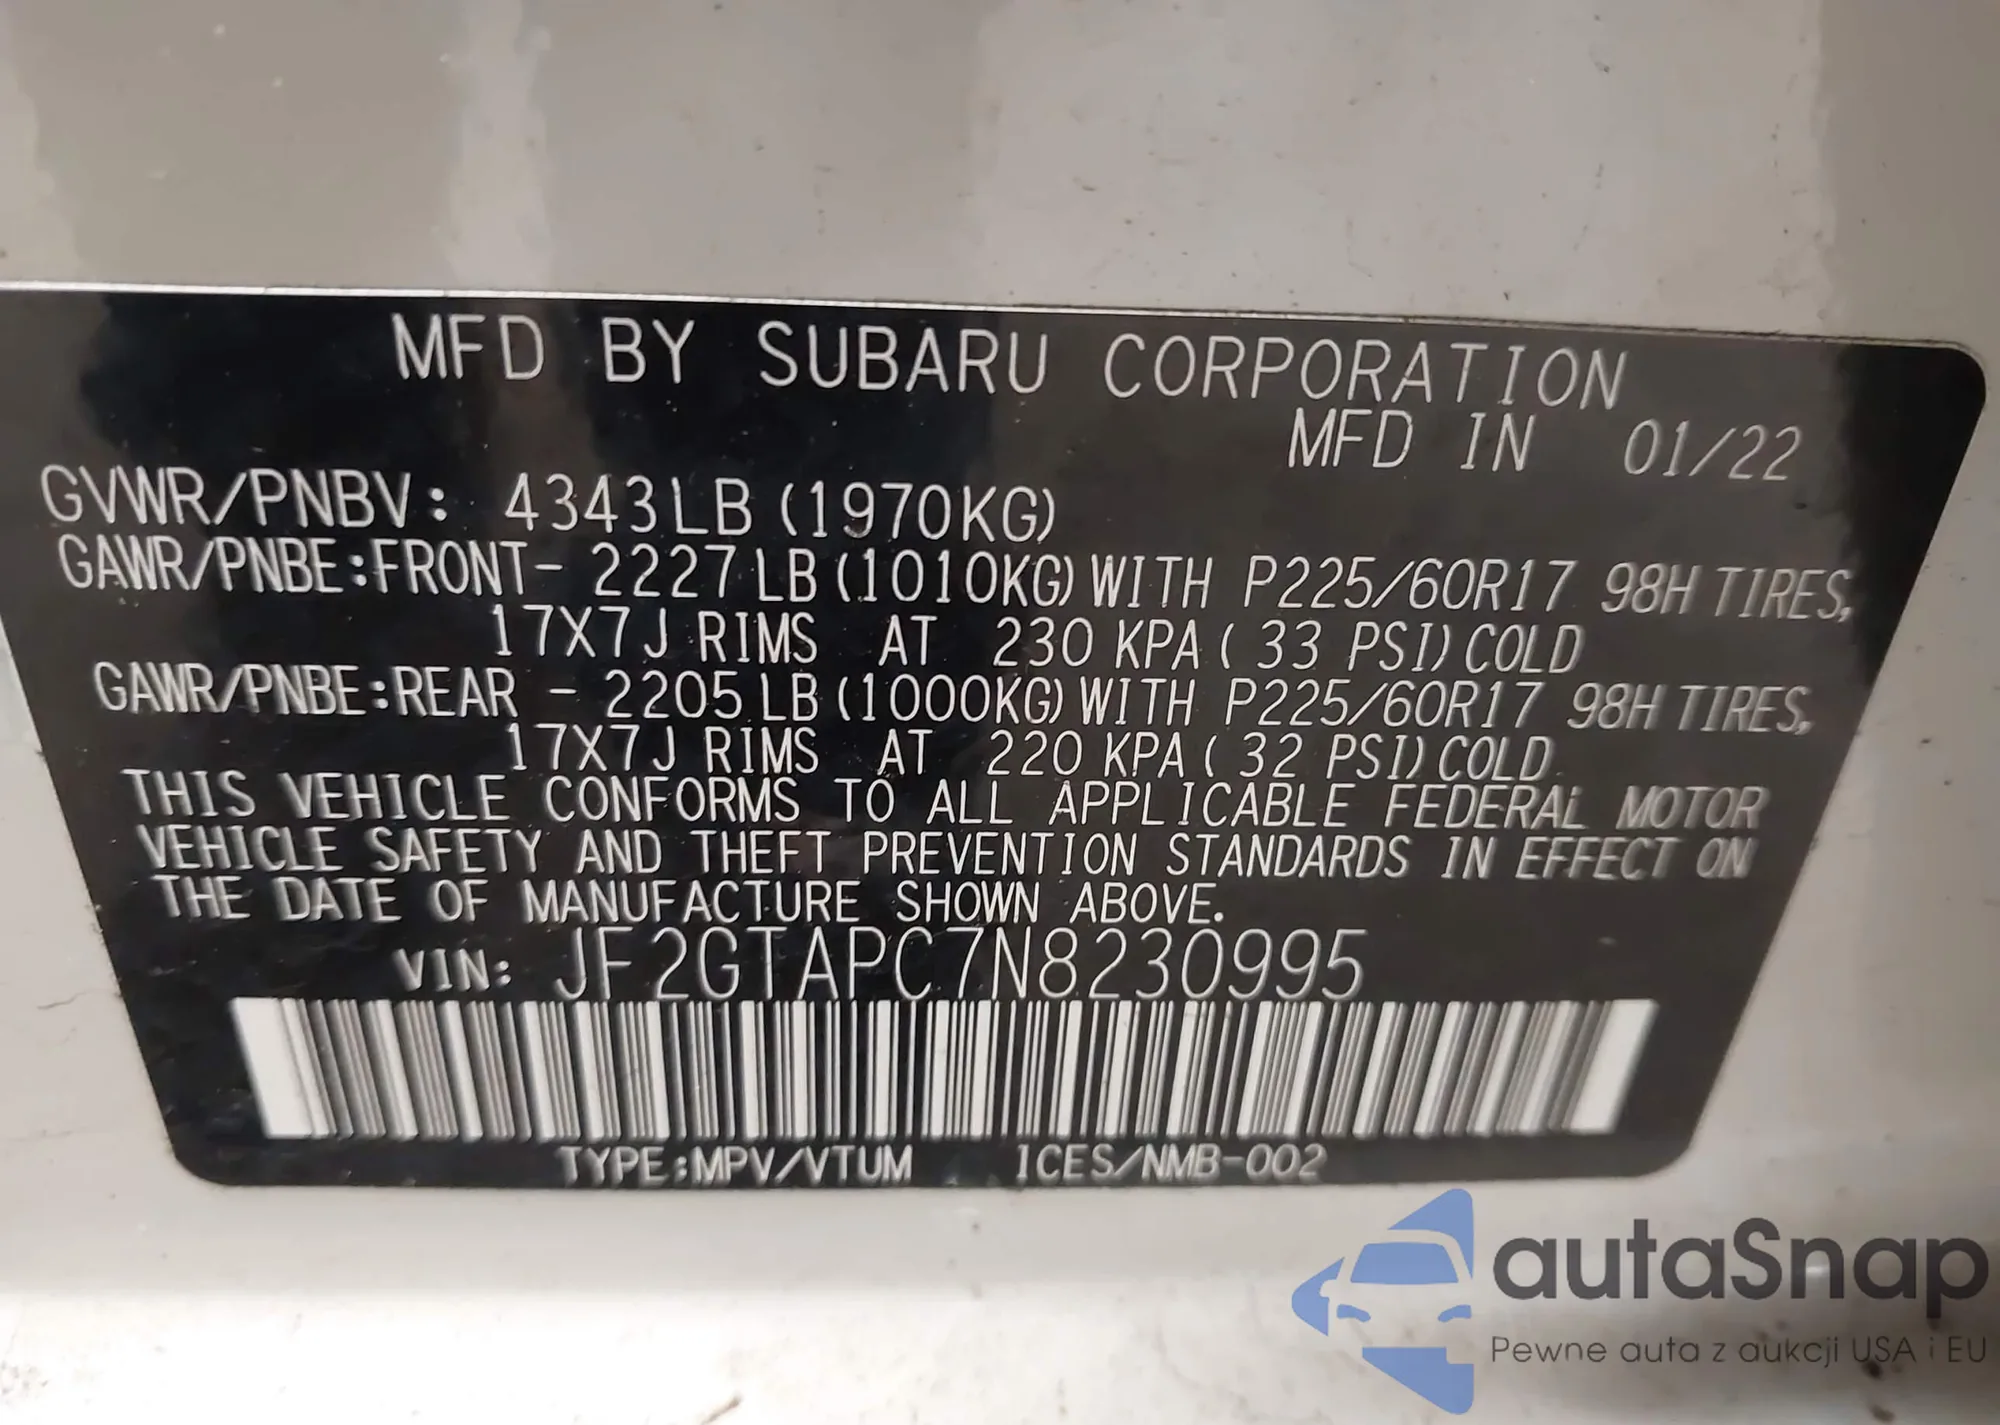 MFD BY SUBARU CORPORATION
MFD IN 01/22
GVWR/PNBV: 4343LB (1970KG)
GAWR/PNBE:FRONT- 2227LB (1010KG) WITH P225/60R17 98H TIRES,
17X7J RIMS AT 230 KPA ( 33 PSI) COLD
GAWR/PNBE:REAR - 2205LB (1000KG) WITH P225/60R17 98H TIRES,
17X7J RIMS AT 220 KPA ( 32 PSI) COLD.
THIS VEHICLE CONFORMS TO ALL APPLICABLE FEDERAL MOTOR
VEHICLE SAFETY AND THEFT PREVENTION STANDARDS IN EFFECT ON
THE DATE OF MANUFACTURE SHOWN ABOVE.
VIN: JF2GTAPC7N8230995
TYPE:MPV/VTUM ICES/NMB-002
autaSnap
Pewne auta z aukcji USA i EU